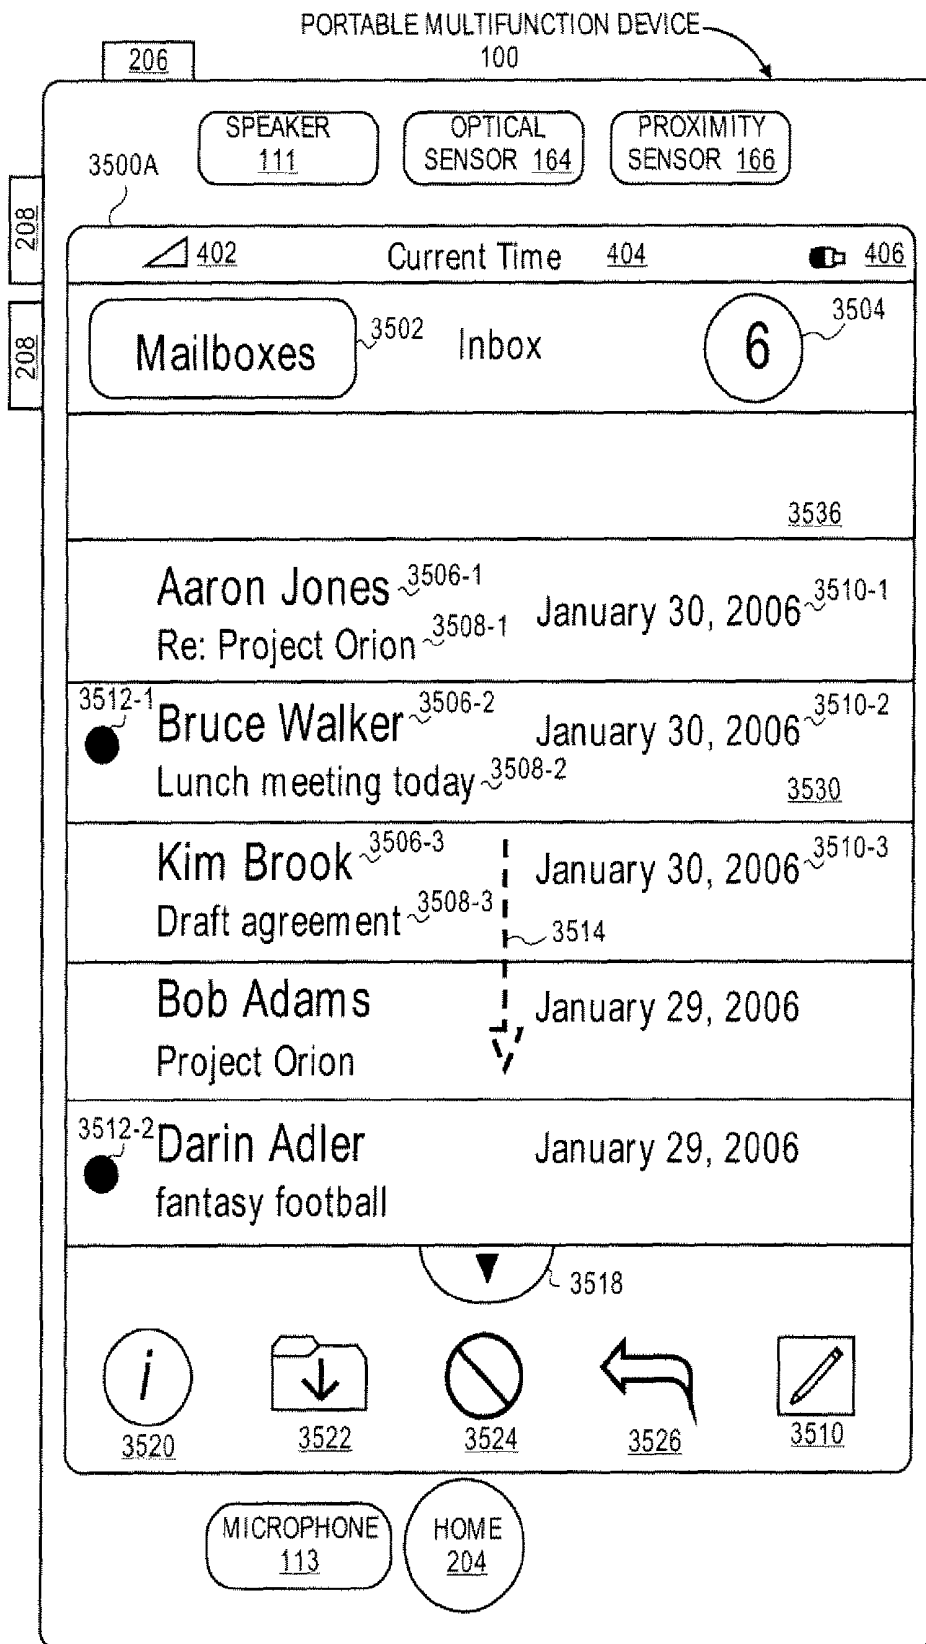 PORTABLE MULTIFUNCTION DEVICE
100
206
SPEAKER
111
OPTICAL
SENSOR 164
PROXIMITY
SENSOR 166
3500A
208
208
402
Current Time 404
406
Mailboxes
3502
Inbox
6
3504
3536
Aaron Jones 3506-1
Re: Project Orion 3508-1
January 30, 2006 3510-1
3512-1
Bruce Walker 3506-2
Lunch meeting today 3508-2
January 30, 2006 3510-2
3530
Kim Brook 3506-3
Draft agreement 3508-3
January 30, 2006 3510-3
3514
Bob Adams
Project Orion
January 29, 2006
3512-2
Darin Adler
fantasy football
January 29, 2006
3518
i
3520
3522
3524
3526
3510
MICROPHONE
113
HOME
204